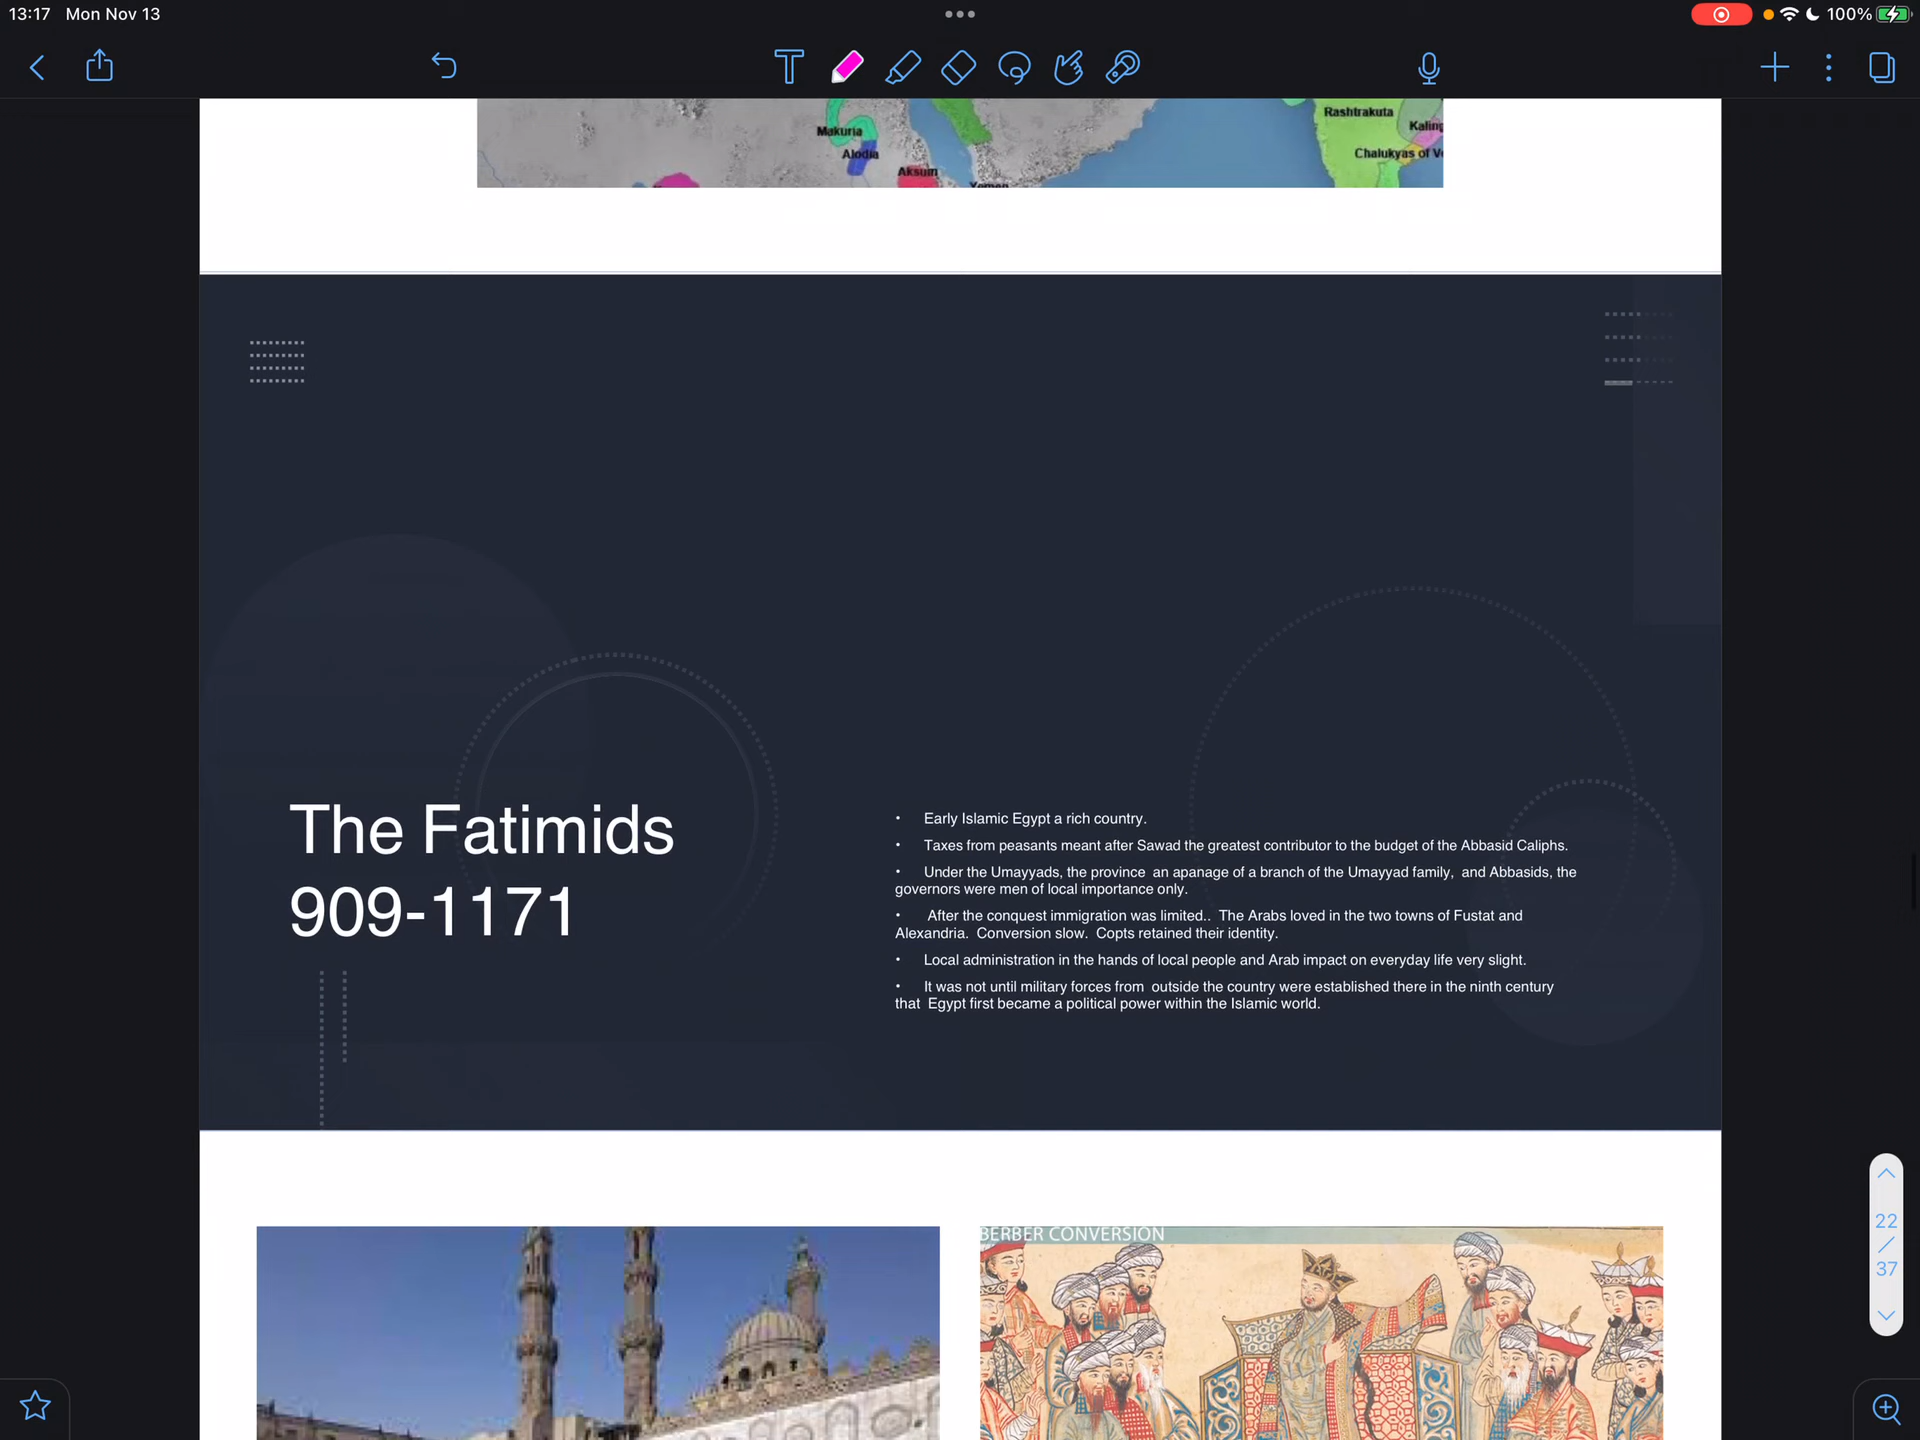 13:17 Mon Nov 13
100%
Makuria
Alodia
Aksum
Yemen
Rashtrakuta
Kaling
Chalukyas of V
The Fatimids
909-1171
• Early Islamic Egypt a rich country.
• Taxes from peasants meant after Sawad the greatest contributor to the budget of the Abbasid Caliphs.
• Under the Umayyads, the province an apanage of a branch of the Umayyad family, and Abbasids, the
governors were men of local importance only.
• After the conquest immigration was limited.. The Arabs loved in the two towns of Fustat and
Alexandria. Conversion slow. Copts retained their identity.
• Local administration in the hands of local people and Arab impact on everyday life very slight.
• It was not until military forces from outside the country were established there in the ninth century
that Egypt first became a political power within the Islamic world.
BERBER CONVERSION
22
/
37